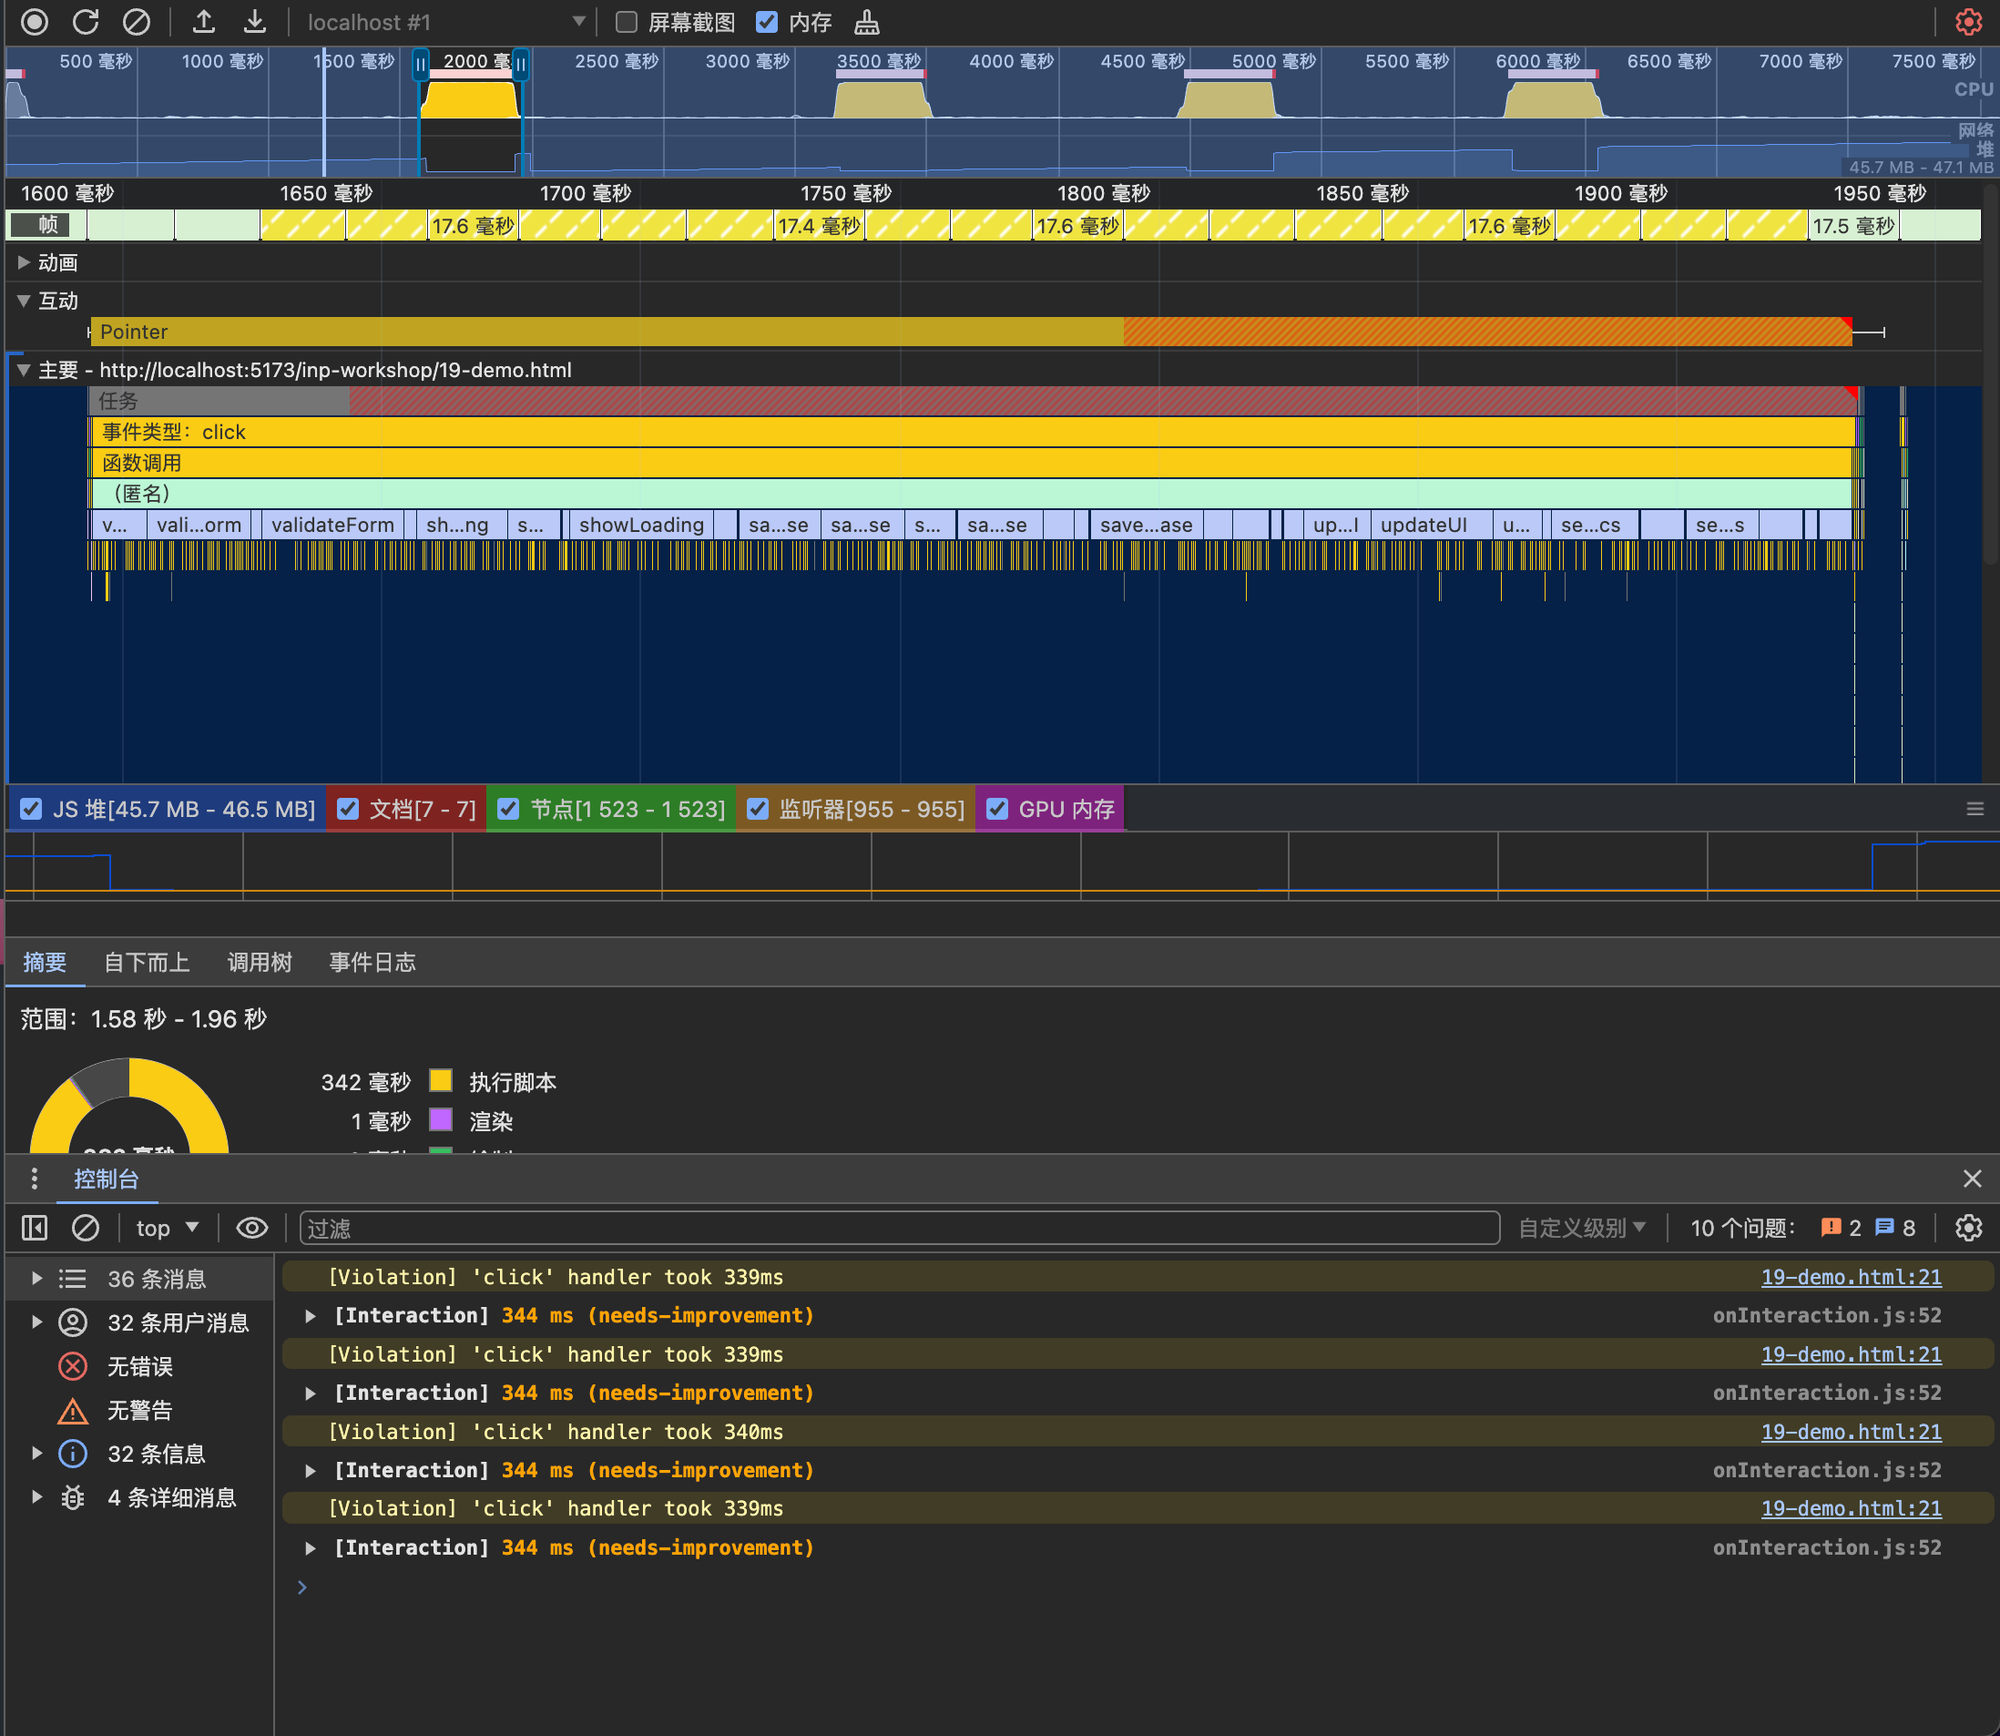 localhost #1
屏幕截图
内存
500 毫秒
1000 毫秒
1500 毫秒
2000 毫
2500 毫秒
3000 毫秒
3500 毫秒
4000 毫秒
4500 毫秒
5000 毫秒
5500 毫秒
6000 毫秒
6500 毫秒
7000 毫秒
7500 毫秒
CPU
网络
堆
45.7 MB – 47.1 MB
1600 毫秒
1650 毫秒
1700 毫秒
1750 毫秒
1800 毫秒
1850 毫秒
1900 毫秒
1950 毫秒
帧
17.6 毫秒
17.4 毫秒
17.6 毫秒
17.6 毫秒
17.5 毫秒
动画
互动
Pointer
主要 – http://localhost:5173/inp-workshop/19-demo.html
任务
事件类型：click
函数调用
（匿名）
v...
vali...orm
validateForm
sh...ng
s...
showLoading
sa...se
sa...se
s...
sa...se
save...ase
up...I
updateUI
u...
se...cs
se...s
JS 堆[45.7 MB – 46.5 MB]
文档[7 – 7]
节点[1 523 – 1 523]
监听器[955 – 955]
GPU 内存
摘要
自下而上
调用树
事件日志
范围：1.58 秒 – 1.96 秒
342 毫秒 执行脚本
1 毫秒 渲染
控制台
top
过滤
自定义级别
10 个问题：
2
8
36 条消息
32 条用户消息
无错误
无警告
32 条信息
4 条详细消息
[Violation] 'click' handler took 339ms 19-demo.html:21
[Interaction] 344 ms (needs-improvement) onInteraction.js:52
[Violation] 'click' handler took 339ms 19-demo.html:21
[Interaction] 344 ms (needs-improvement) onInteraction.js:52
[Violation] 'click' handler took 340ms 19-demo.html:21
[Interaction] 344 ms (needs-improvement) onInteraction.js:52
[Violation] 'click' handler took 339ms 19-demo.html:21
[Interaction] 344 ms (needs-improvement) onInteraction.js:52